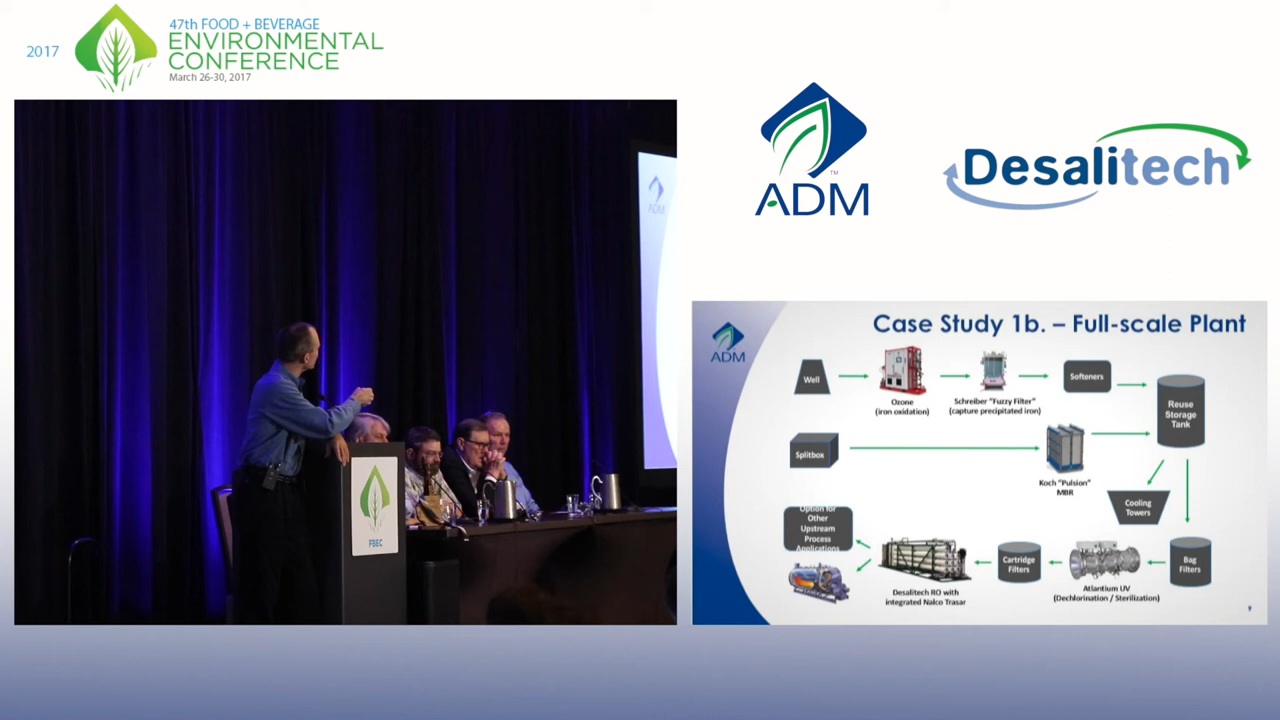 2017
47th FOOD + BEVERAGE
ENVIRONMENTAL
CONFERENCE
March 26-30, 2017
ADM
FBEC
ADM
TM
Desalitech
Case Study 1b. – Full-scale Plant
ADM
Well
Ozone
(iron oxidation)
Schreiber "Fuzzy Filter"
(capture precipitated iron)
Softeners
Reuse
Storage
Tank
Splitbox
Koch "Pulsion"
MBR
Cooling
Towers
Option for
Other
Upstream
Process
Applications
Desalitech RO with
integrated Nalco Trasar
Cartridge
Filters
Atlantium UV
(Dechlorination / Sterilization)
Bag
Filters
9